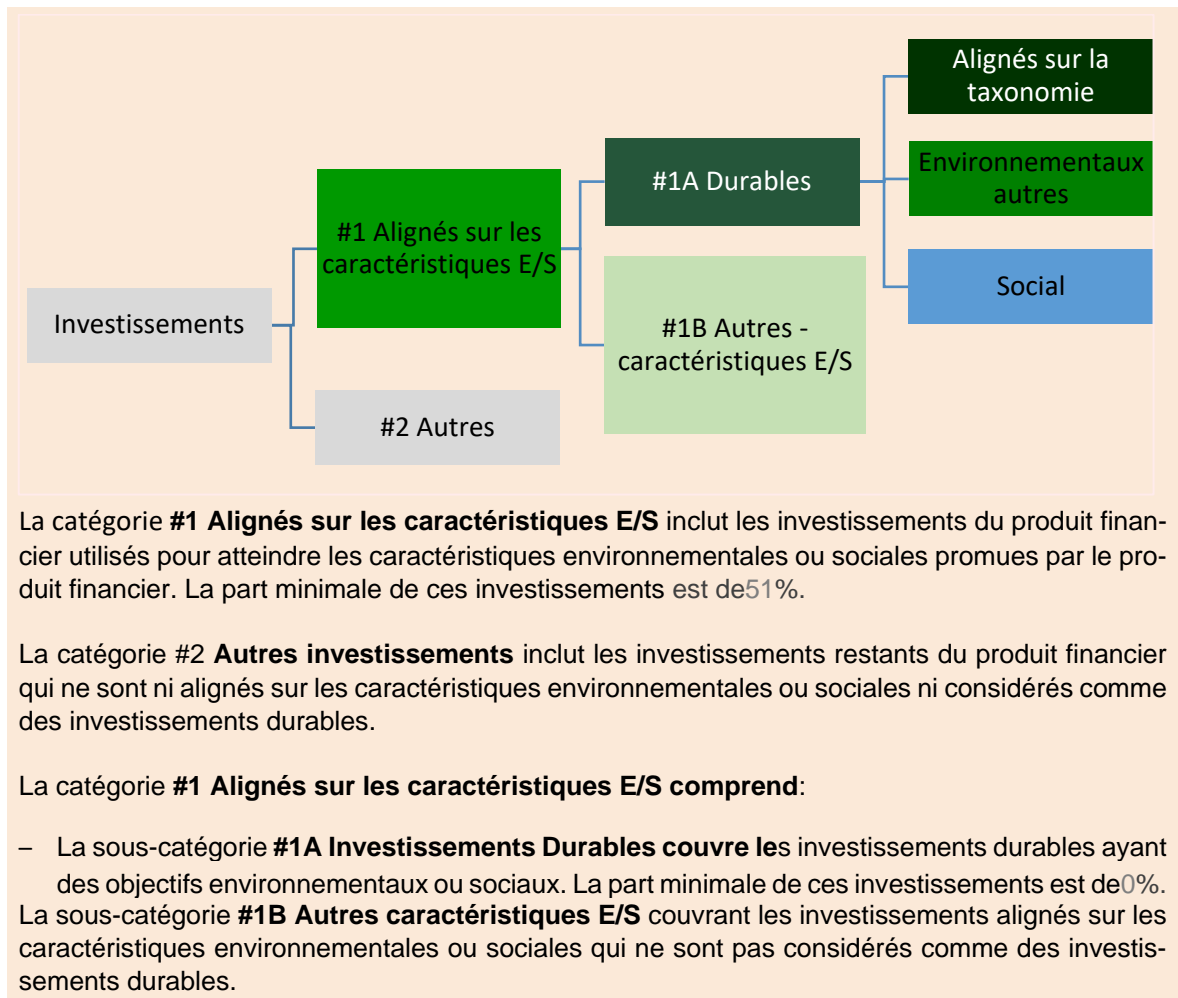 Alignés sur la
taxonomie
#1A Durables
Environnementaux
autres
#1 Alignés sur les
caractéristiques E/S
Social
Investissements
#1B Autres -
caractéristiques E/S
#2 Autres
La catégorie #1 Alignés sur les caractéristiques E/S inclut les investissements du produit finan-
cier utilisés pour atteindre les caractéristiques environnementales ou sociales promues par le pro-
duit financier. La part minimale de ces investissements est de51%.
La catégorie #2 Autres investissements inclut les investissements restants du produit financier
qui ne sont ni alignés sur les caractéristiques environnementales ou sociales ni considérés comme
des investissements durables.
La catégorie #1 Alignés sur les caractéristiques E/S comprend:
– La sous-catégorie #1A Investissements Durables couvre les investissements durables ayant
des objectifs environnementaux ou sociaux. La part minimale de ces investissements est de0%.
La sous-catégorie #1B Autres caractéristiques E/S couvrant les investissements alignés sur les
caractéristiques environnementales ou sociales qui ne sont pas considérés comme des investis-
sements durables.